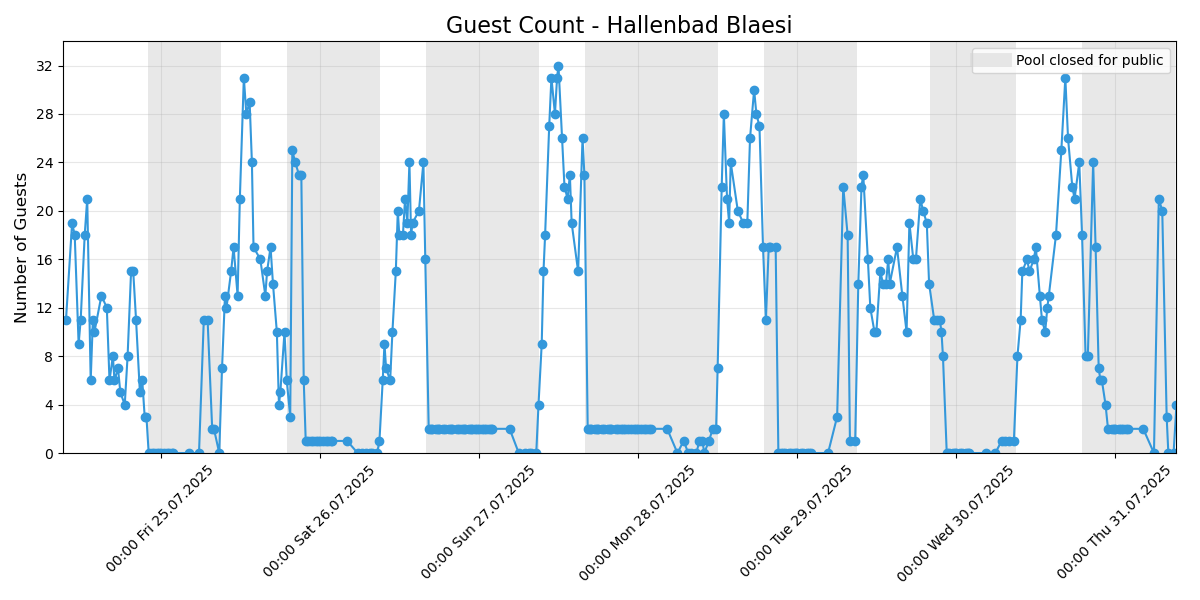 Guest Count - Hallenbad Blaesi
Pool closed for public
Number of Guests
32
28
24
20
16
12
8
4
0
00:00 Fri 25.07.2025
00:00 Sat 26.07.2025
00:00 Sun 27.07.2025
00:00 Mon 28.07.2025
00:00 Tue 29.07.2025
00:00 Wed 30.07.2025
00:00 Thu 31.07.2025